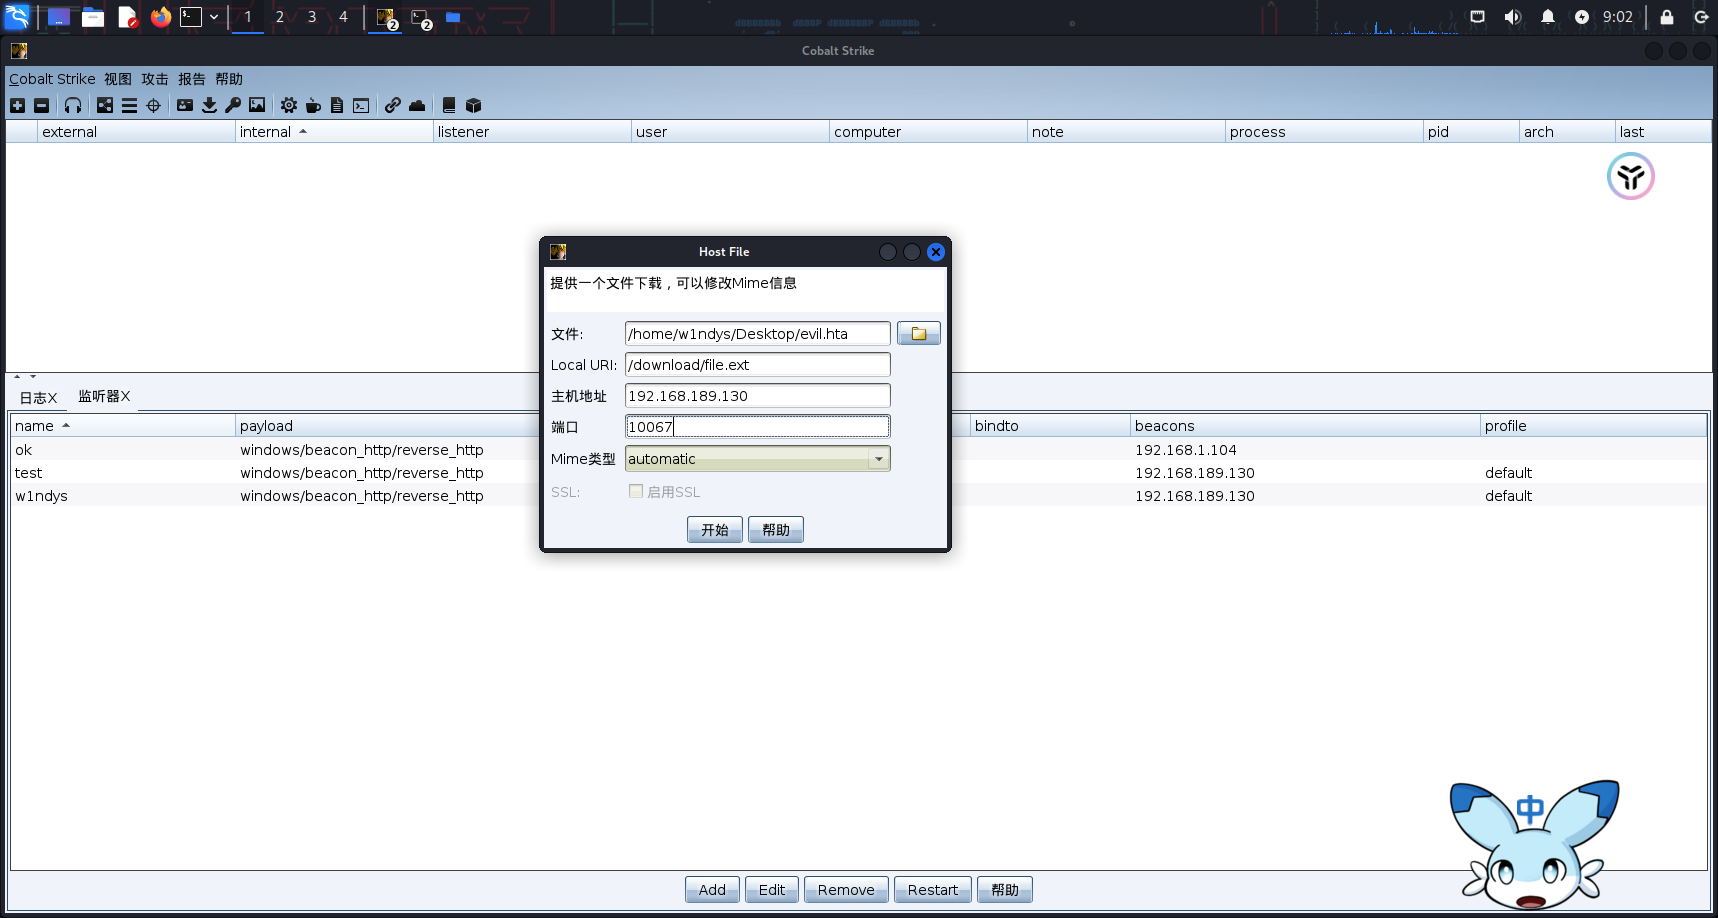 1 2 3 4 2 2 9:02
Cobalt Strike
Cobalt Strike 视图 攻击 报告 帮助
external internal listener user computer note process pid arch last
Host File
提供一个文件下载，可以修改Mime信息
文件: /home/w1ndys/Desktop/evil.hta
Local URI: /download/file.ext
主机地址 192.168.189.130
端口 10067
Mime类型 automatic
SSL: 启用SSL
开始 帮助
日志X 监听器X
name payload bindto beacons profile
ok windows/beacon_http/reverse_http 192.168.1.104
test windows/beacon_http/reverse_http 192.168.189.130 default
w1ndys windows/beacon_http/reverse_http 192.168.189.130 default
中
Add Edit Remove Restart 帮助